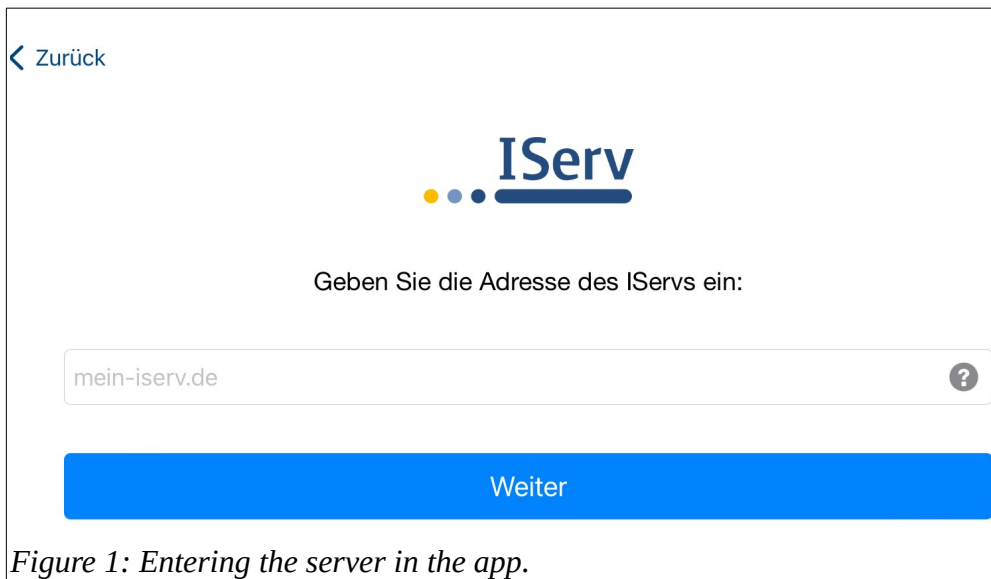 Zurück
IServ
Geben Sie die Adresse des IServs ein:
mein-iserv.de
?
Weiter
Figure 1: Entering the server in the app.